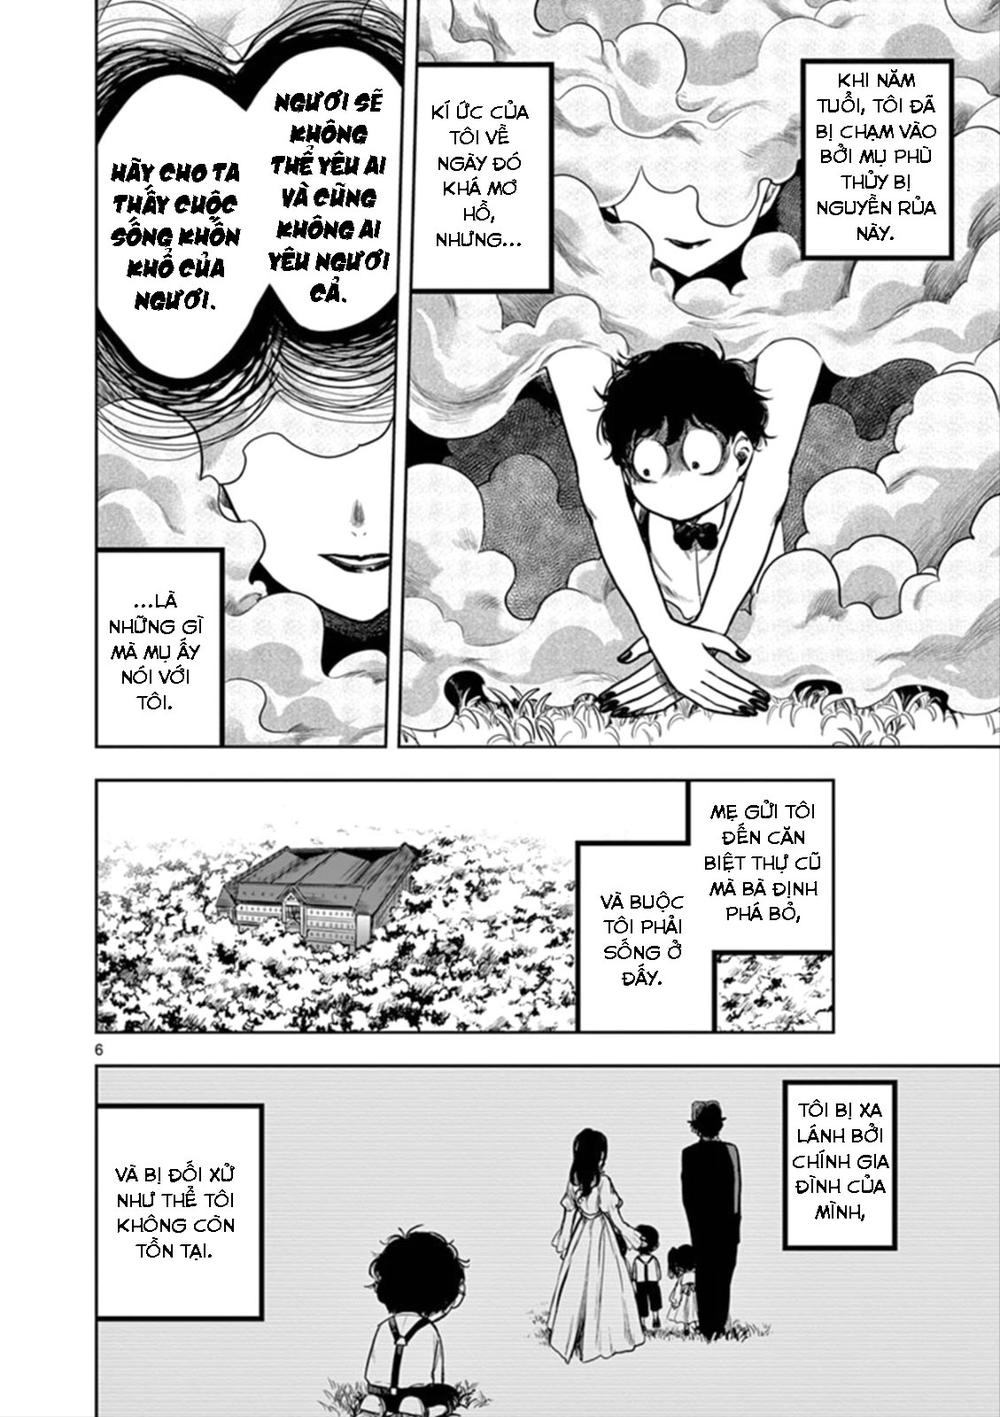 KHI NĂM
TUỔI, TÔI ĐÃ
BỊ CHẠM VÀO
BỞI MỤ PHÙ
THỦY BỊ
NGUYỀN RỦA
NÀY.
KÍ ỨC CỦA
TÔI VỀ
NGÀY ĐÓ
KHÁ MƠ
HỒ,
NHƯNG...
NGƯƠI SẼ
KHÔNG
THỂ YÊU AI
VÀ CŨNG
KHÔNG AI
YÊU NGƯƠI
CẢ.
HÃY CHO TA
THẤY CUỘC
SỐNG KHỐN
KHỔ CỦA
NGƯƠI.
...LÀ
NHỮNG GÌ
MÀ MỤ ẤY
NÓI VỚI
TÔI.
MẸ GỬI TÔI
ĐẾN CĂN
BIỆT THỰ CŨ
MÀ BÀ ĐỊNH
PHÁ BỎ,
VÀ BUỘC
TÔI PHẢI
SỐNG Ở
ĐẤY.
6
TÔI BỊ XA
LÁNH BỞI
CHÍNH GIA
ĐÌNH CỦA
MÌNH,
VÀ BỊ ĐỐI XỬ
NHƯ THỂ TÔI
KHÔNG CÒN
TỒN TẠI.